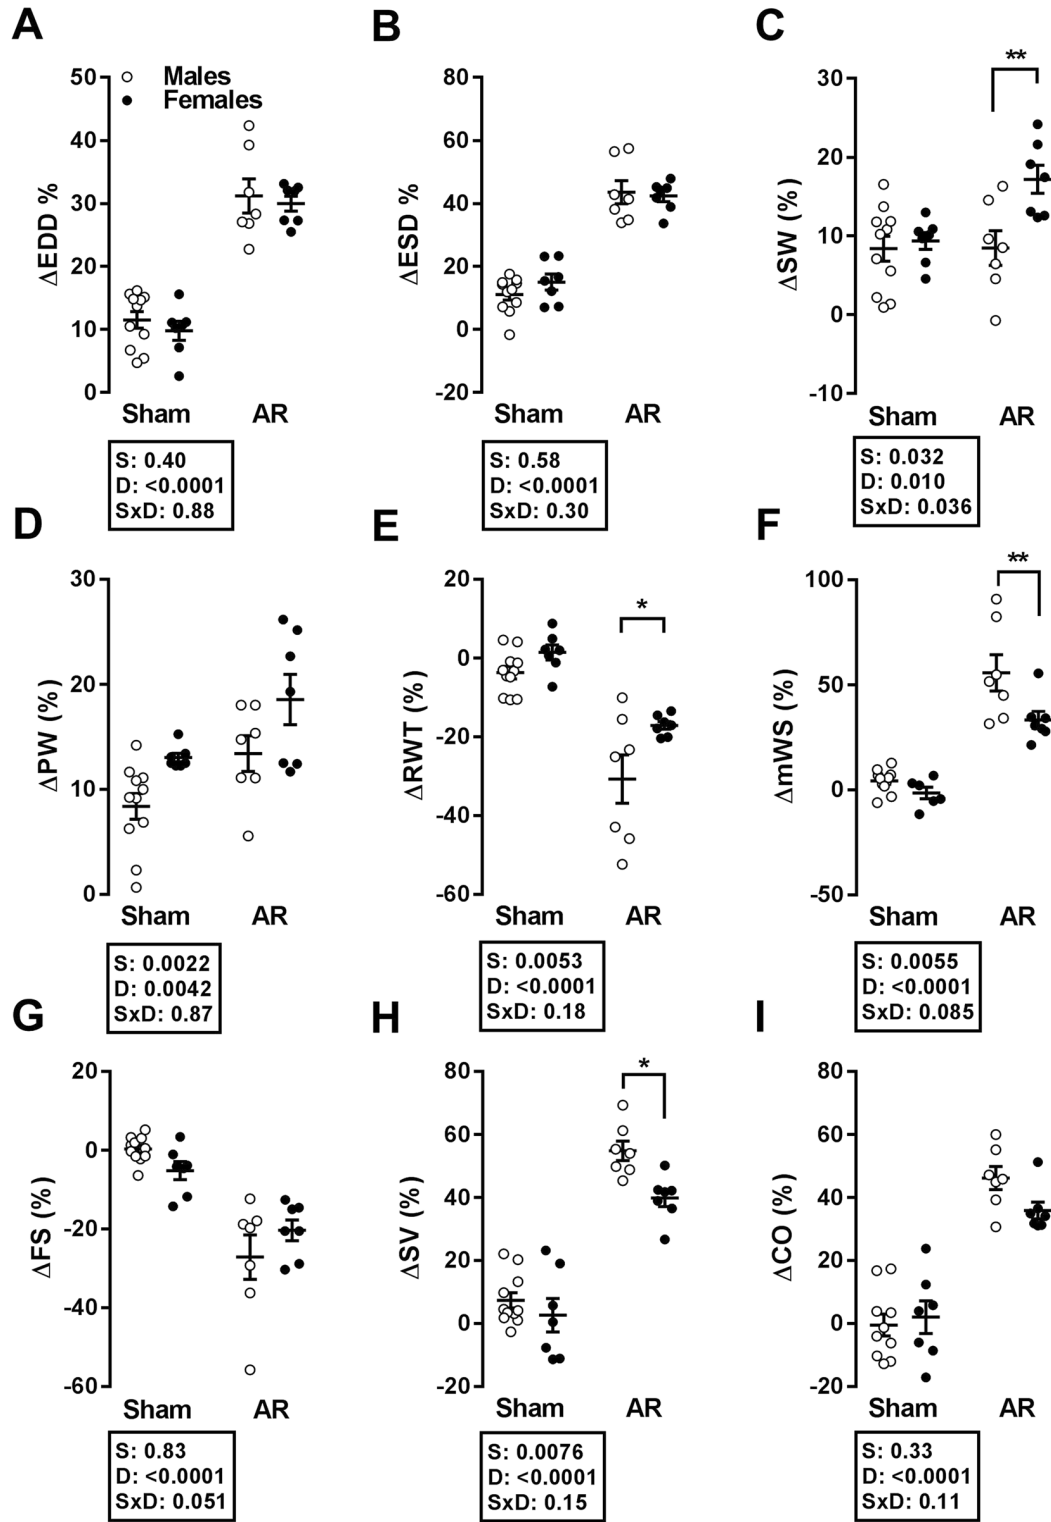 A
B
C
Males
Females
**
50
40
30
20
10
0
ΔEDD %
80
60
40
20
0
-20
ΔESD %
30
20
10
0
-10
ΔSW (%)
Sham AR
Sham AR
Sham AR
S: 0.40
D: <0.0001
SxD: 0.88
S: 0.58
D: <0.0001
SxD: 0.30
S: 0.032
D: 0.010
SxD: 0.036
D
E
F
30
20
10
0
ΔPW (%)
20
0
-20
-40
-60
ΔRWT (%)
*
100
50
0
-50
ΔmWS (%)
**
Sham AR
Sham AR
Sham AR
S: 0.0022
D: 0.0042
SxD: 0.87
S: 0.0053
D: <0.0001
SxD: 0.18
S: 0.0055
D: <0.0001
SxD: 0.085
G
H
I
20
0
-20
-40
-60
ΔFS (%)
80
60
40
20
0
-20
ΔSV (%)
*
80
60
40
20
0
-20
ΔCO (%)
Sham AR
Sham AR
Sham AR
S: 0.83
D: <0.0001
SxD: 0.051
S: 0.0076
D: <0.0001
SxD: 0.15
S: 0.33
D: <0.0001
SxD: 0.11